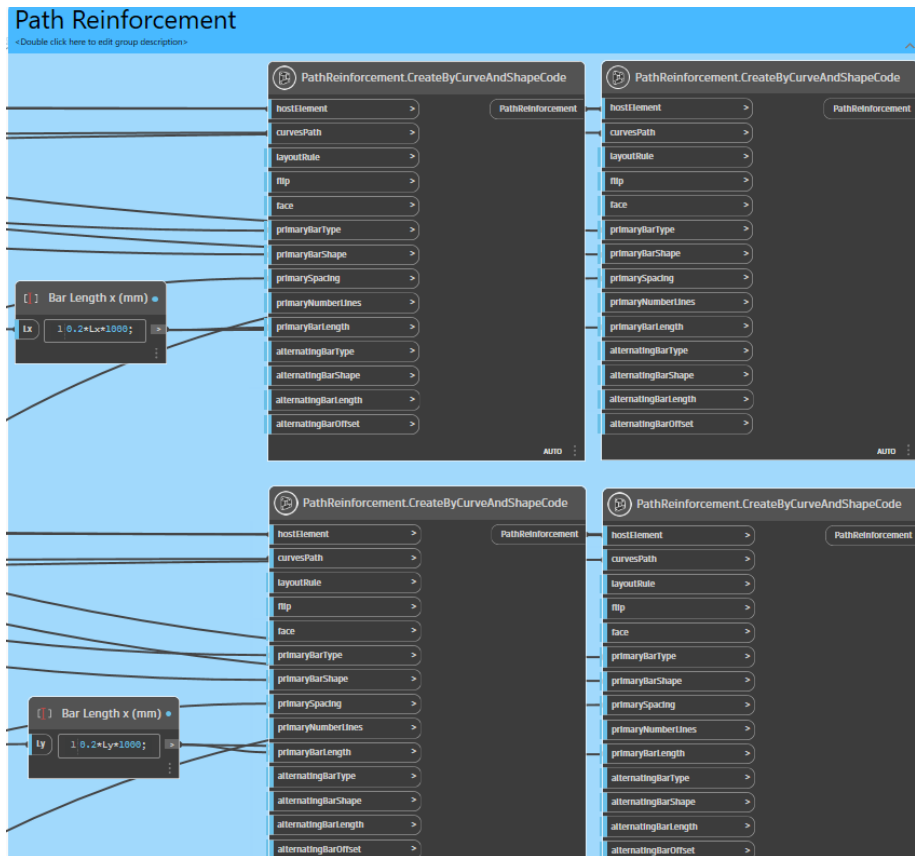 Path Reinforcement
<Double click here to edit group description>
PathReinforcement.CreateByCurveAndShapeCode
hostElement >
PathReinforcement
curvesPath >
layoutRule >
flip >
face >
primaryBarType >
primaryBarShape >
primarySpacing >
primaryNumberLines >
primaryBarLength >
alternatingBarType >
alternatingBarShape >
alternatingBarLength >
alternatingBarOffset >
AUTO
PathReinforcement.CreateByCurveAndShapeCode
hostElement >
PathReinforcement
curvesPath >
layoutRule >
flip >
face >
primaryBarType >
primaryBarShape >
primarySpacing >
primaryNumberLines >
primaryBarLength >
alternatingBarType >
alternatingBarShape >
alternatingBarLength >
alternatingBarOffset >
AUTO
Bar Length x (mm)
Lx
1 0.2*Lx*1000; >
PathReinforcement.CreateByCurveAndShapeCode
hostElement >
PathReinforcement
curvesPath >
layoutRule >
flip >
face >
primaryBarType >
primaryBarShape >
primarySpacing >
primaryNumberLines >
primaryBarLength >
alternatingBarType >
alternatingBarShape >
alternatingBarLength >
alternatingBarOffset >
PathReinforcement.CreateByCurveAndShapeCode
hostElement >
PathReinforcement
curvesPath >
layoutRule >
flip >
face >
primaryBarType >
primaryBarShape >
primarySpacing >
primaryNumberLines >
primaryBarLength >
alternatingBarType >
alternatingBarShape >
alternatingBarLength >
alternatingBarOffset >
Bar Length x (mm)
Ly
1 0.2*Ly*1000; >